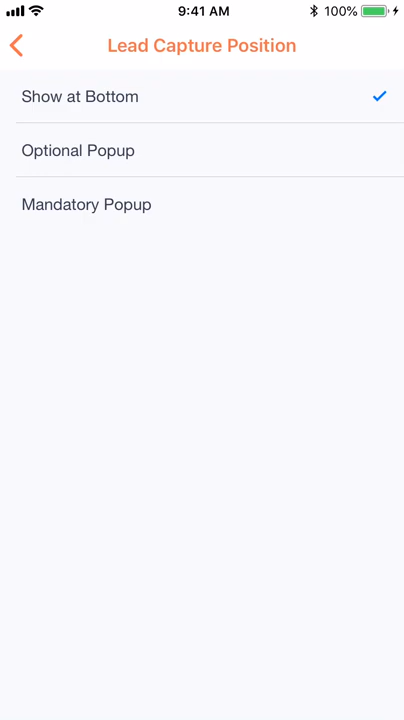 9:41 AM 100%
Lead Capture Position
Show at Bottom
Optional Popup
Mandatory Popup